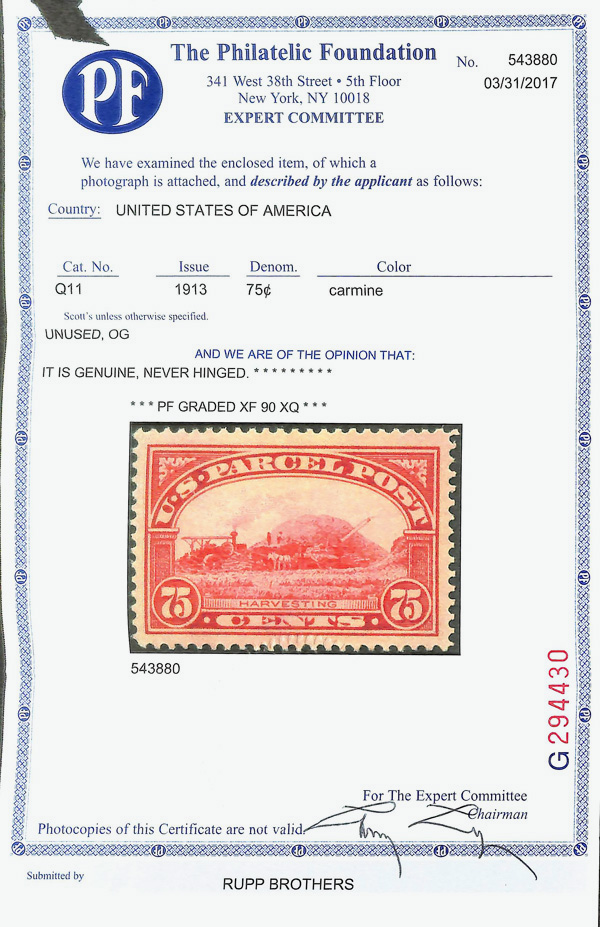 PF
The Philatelic Foundation
No. 543880
341 West 38th Street • 5th Floor
03/31/2017
New York, NY 10018
EXPERT COMMITTEE
We have examined the enclosed item, of which a
photograph is attached, and described by the applicant as follows:
Country: UNITED STATES OF AMERICA
Cat. No. Issue Denom. Color
Q11 1913 75¢ carmine
Scott's unless otherwise specified.
UNUSED, OG
AND WE ARE OF THE OPINION THAT:
IT IS GENUINE, NEVER HINGED. * * * * * * * * *
* * * PF GRADED XF 90 XQ * * *
U.S. PARCEL POST
75 75
HARVESTING
CENTS
543880
G294430
For The Expert Committee
Chairman
Photocopies of this Certificate are not valid.
Submitted by
RUPP BROTHERS